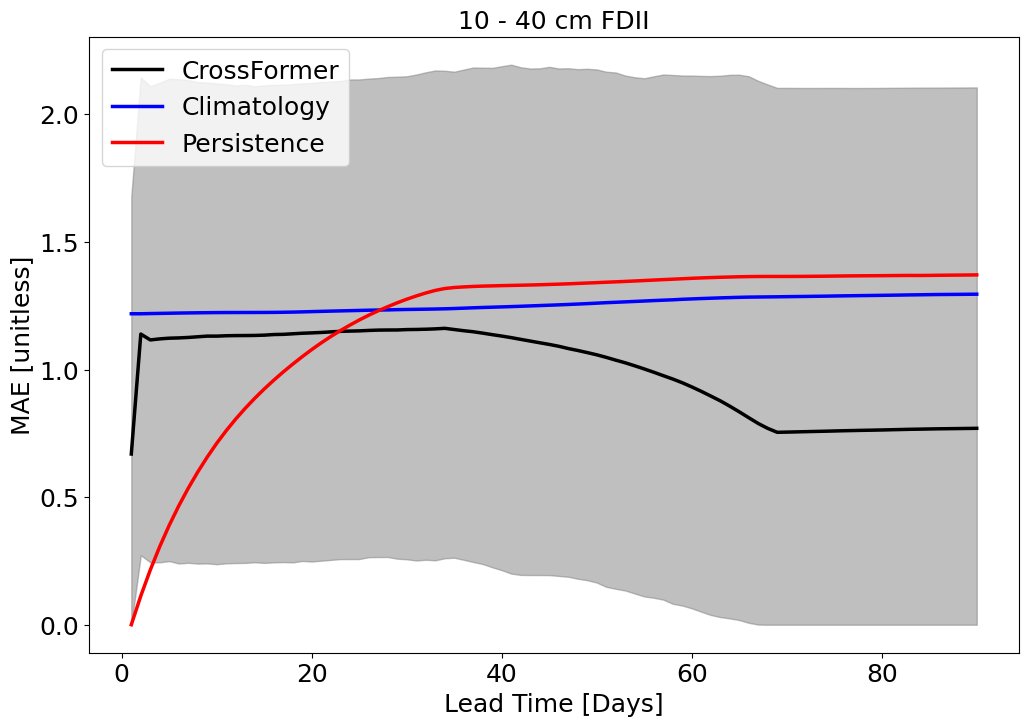 10 - 40 cm FDII
CrossFormer
Climatology
Persistence
MAE [unitless]
2.0
1.5
1.0
0.5
0.0
0 20 40 60 80
Lead Time [Days]